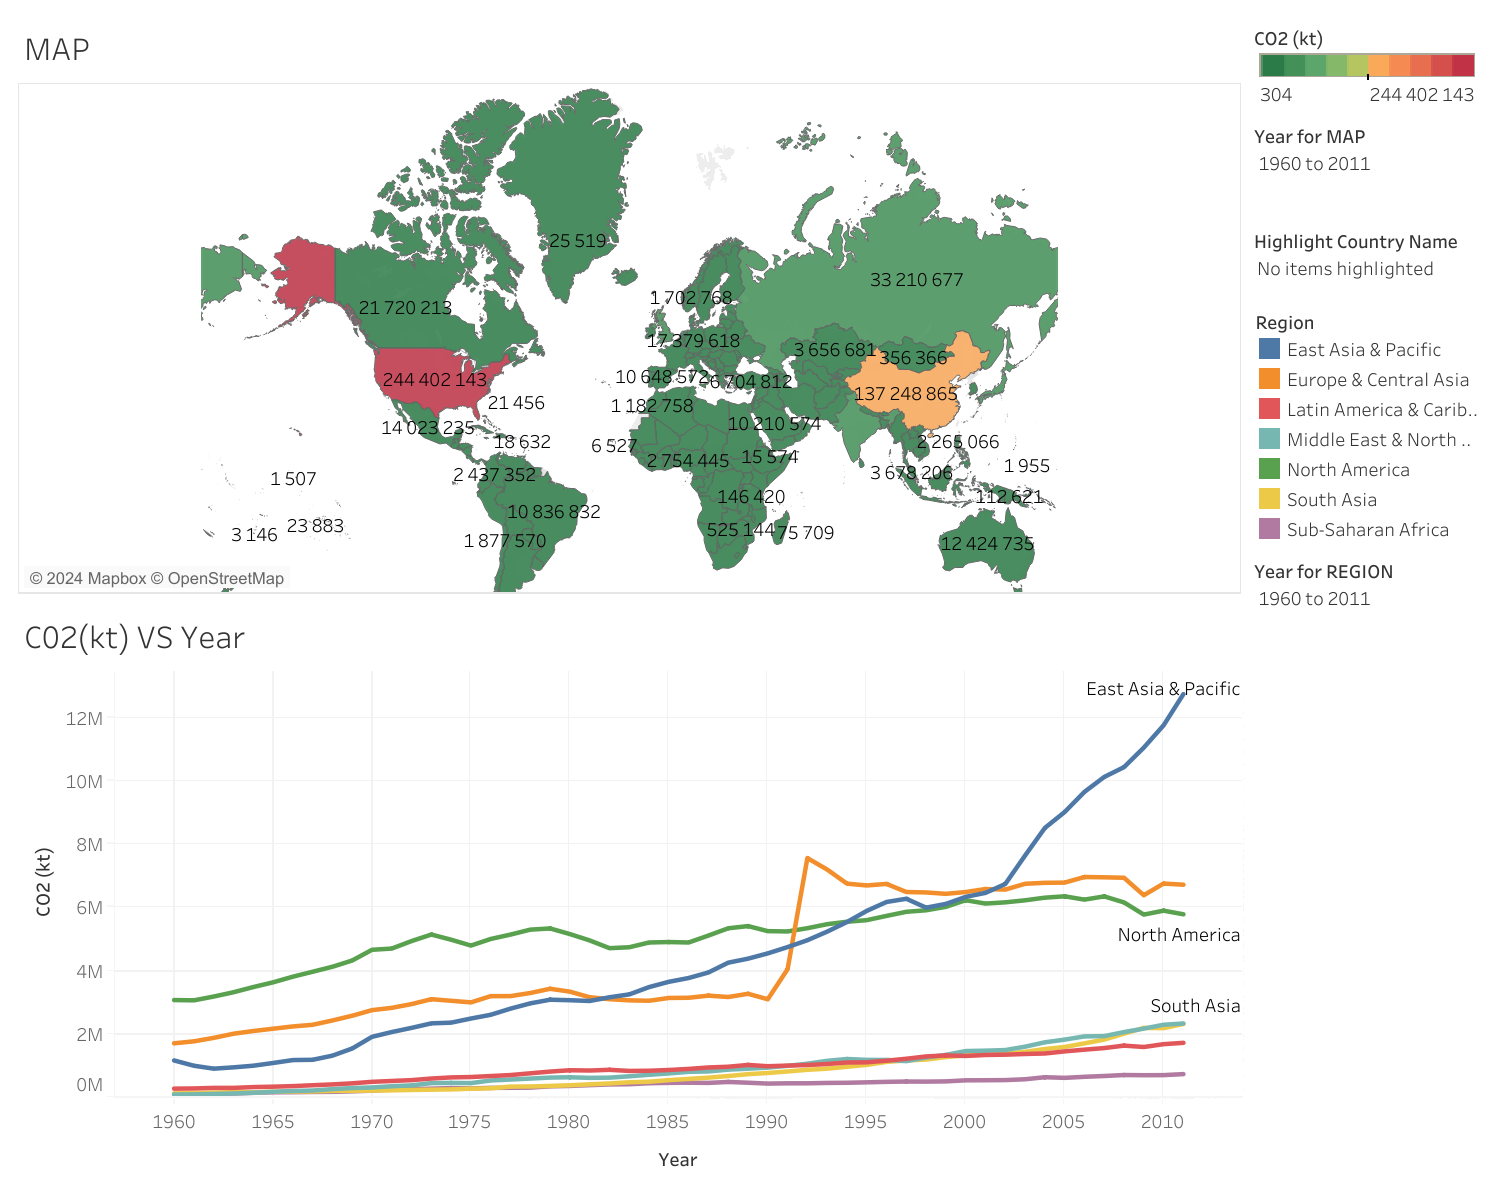 MAP
25 519
33 210 677
21 720 213
1 702 768
17 379 618
3 656 681
356 366
244 402 143
10 648 572
6 704 812
137 248 865
21 456
1 182 758
14 023 235
10 210 574
18 632
6 527
2 265 066
2 754 445
15 574
1 507
2 437 352
3 678 206
1 955
146 420
112 621
3 146
23 883
10 836 832
1 877 570
525 144
75 709
12 424 735
© 2024 Mapbox © OpenStreetMap
CO2 (kt)
304
244 402 143
Year for MAP
1960 to 2011
Highlight Country Name
No items highlighted
Region
East Asia & Pacific
Europe & Central Asia
Latin America & Carib..
Middle East & North ..
North America
South Asia
Sub-Saharan Africa
Year for REGION
1960 to 2011
C02(kt) VS Year
CO2 (kt)
12M
10M
8M
6M
4M
2M
0M
East Asia & Pacific
North America
South Asia
1960 1965 1970 1975 1980 1985 1990 1995 2000 2005 2010
Year